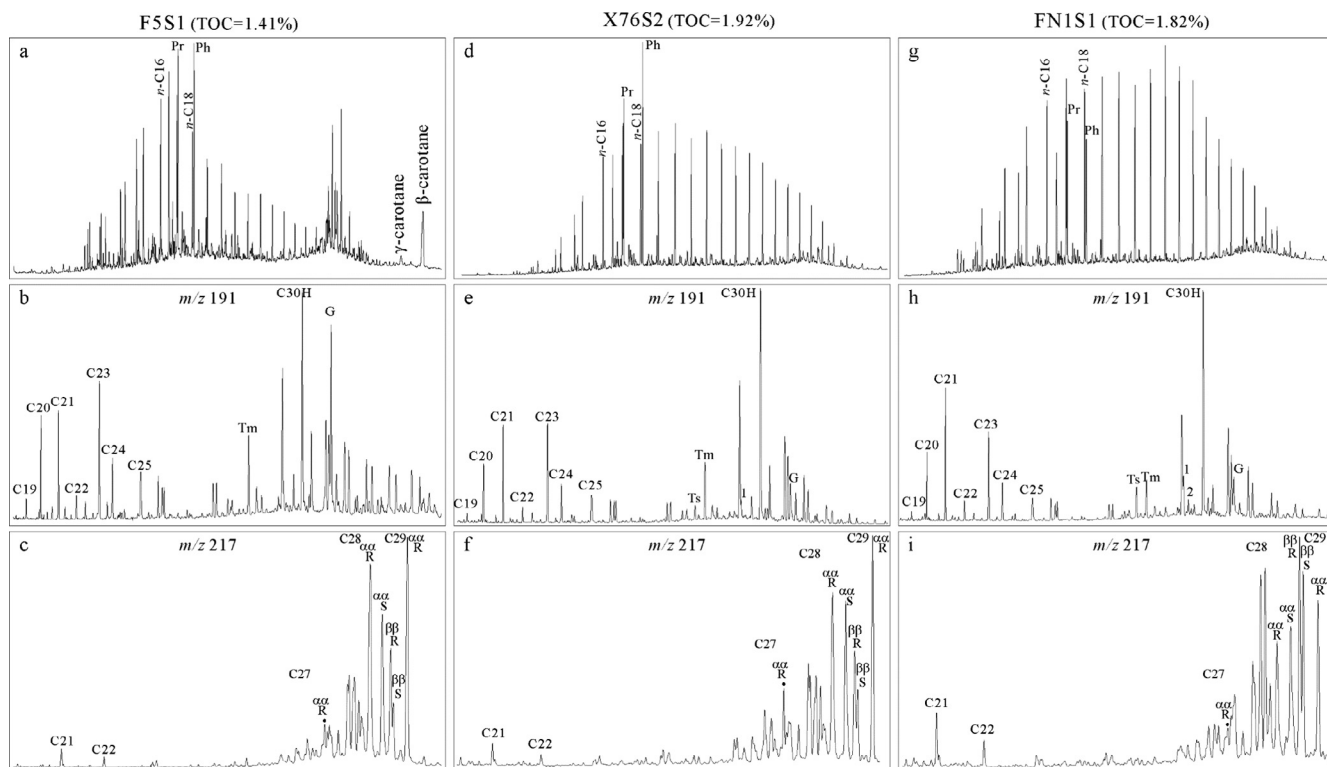 F5S1 (TOC=1.41%)
X76S2 (TOC=1.92%)
FN1S1 (TOC=1.82%)
a
n-C16
Pr
n-C18
Ph
γ-carotane
β-carotane
d
n-C16
Pr
n-C18
Ph
g
n-C16
Pr
n-C18
Ph
b
m/z 191
C19
C20
C21
C22
C23
C24
C25
Tm
C30H
G
e
m/z 191
C19
C20
C21
C22
C23
C24
C25
Ts
Tm
1
C30H
G
h
m/z 191
C19
C20
C21
C22
C23
C24
C25
Ts
Tm
1
2
C30H
G
c
m/z 217
C21
C22
C27
αα
R
C28
αα
R
C29
αα
S
ββ
R
ββ
S
αα
R
f
m/z 217
C21
C22
C27
αα
R
C28
αα
R
C29
αα
S
ββ
R
ββ
S
αα
R
i
m/z 217
C21
C22
C27
αα
R
C28
αα
R
C29
αα
S
ββ
R
ββ
S
αα
R